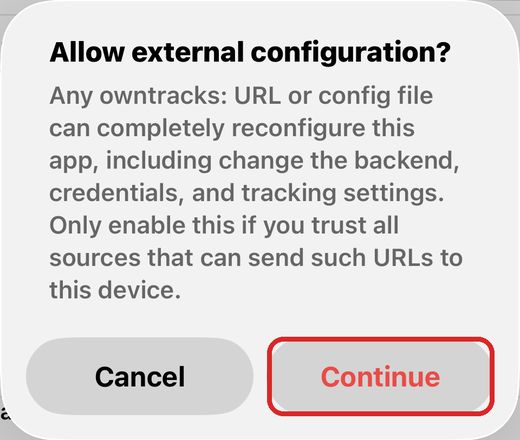 Allow external configuration?
Any owntracks: URL or config file
can completely reconfigure this
app, including change the backend,
credentials, and tracking settings.
Only enable this if you trust all
sources that can send such URLs to
this device.
Cancel
Continue